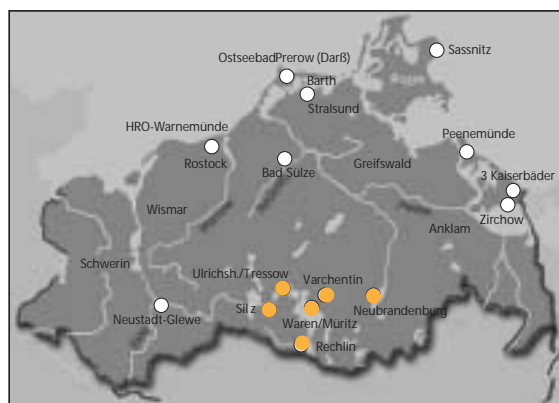 Sassnitz
OstseebadPrerow (Darß)
Barth
Stralsund
HRO-Warnemünde
Peenemünde
Rostock
Greifswald
Bad Sülze
3 Kaiserbäder
Wismar
Zirchow
Anklam
Schwerin
Ulrichsh./Tressow
Varchentin
Silz
Neubrandenburg
Neustadt-Glewe
Waren/Müritz
Rechlin